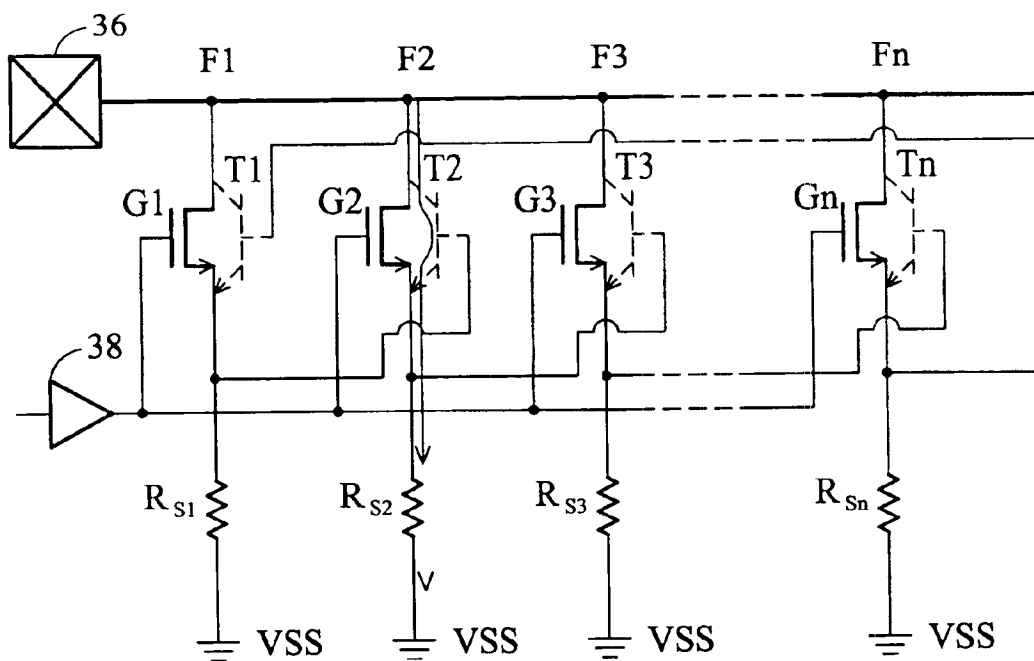 36
F1 F2 F3 Fn
T1 T2 T3 Tn
G1 G2 G3 Gn
38
RS1 RS2 RS3 RSn
VSS VSS VSS VSS